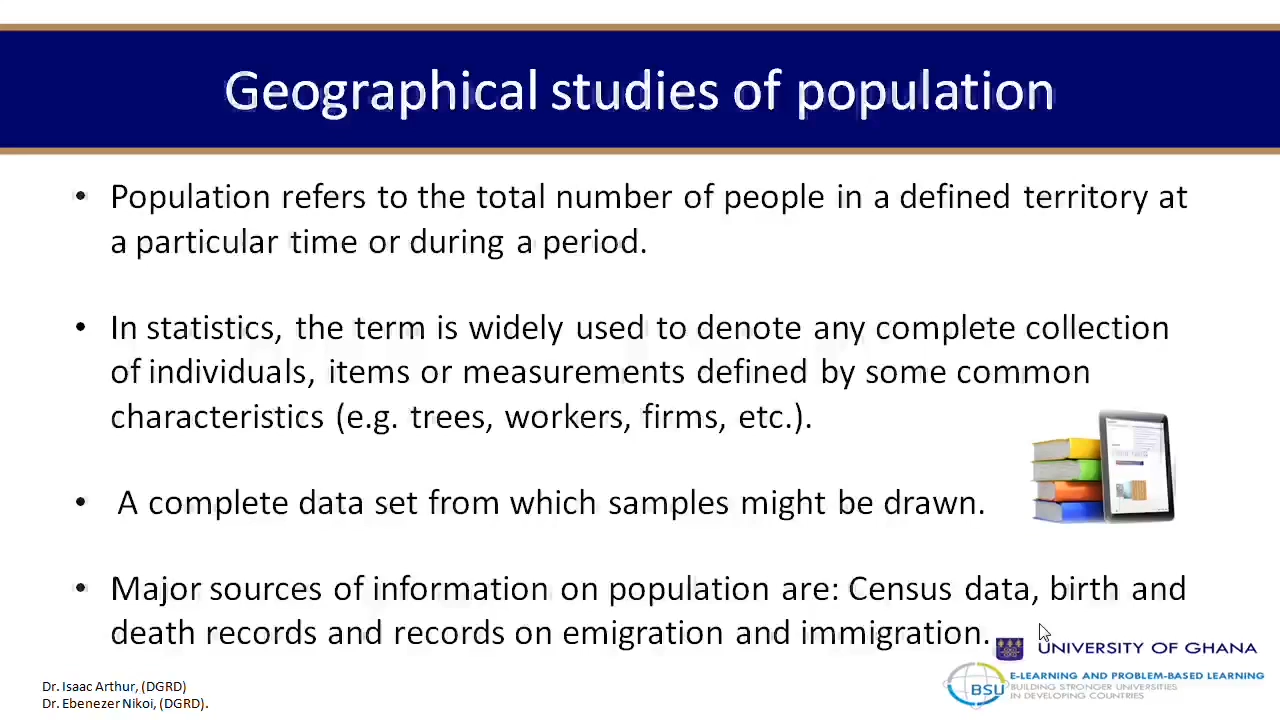 Geographical studies of population
• Population refers to the total number of people in a defined territory at
a particular time or during a period.
• In statistics, the term is widely used to denote any complete collection
of individuals, items or measurements defined by some common
characteristics (e.g. trees, workers, firms, etc.).
• A complete data set from which samples might be drawn.
• Major sources of information on population are: Census data, birth and
death records and records on emigration and immigration.
UNIVERSITY OF GHANA
BSU
E-LEARNING AND PROBLEM-BASED LEARNING
BUILDING STRONGER UNIVERSITIES
IN DEVELOPING COUNTRIES
Dr. Isaac Arthur, (DGRD)
Dr. Ebenezer Nikoi, (DGRD).